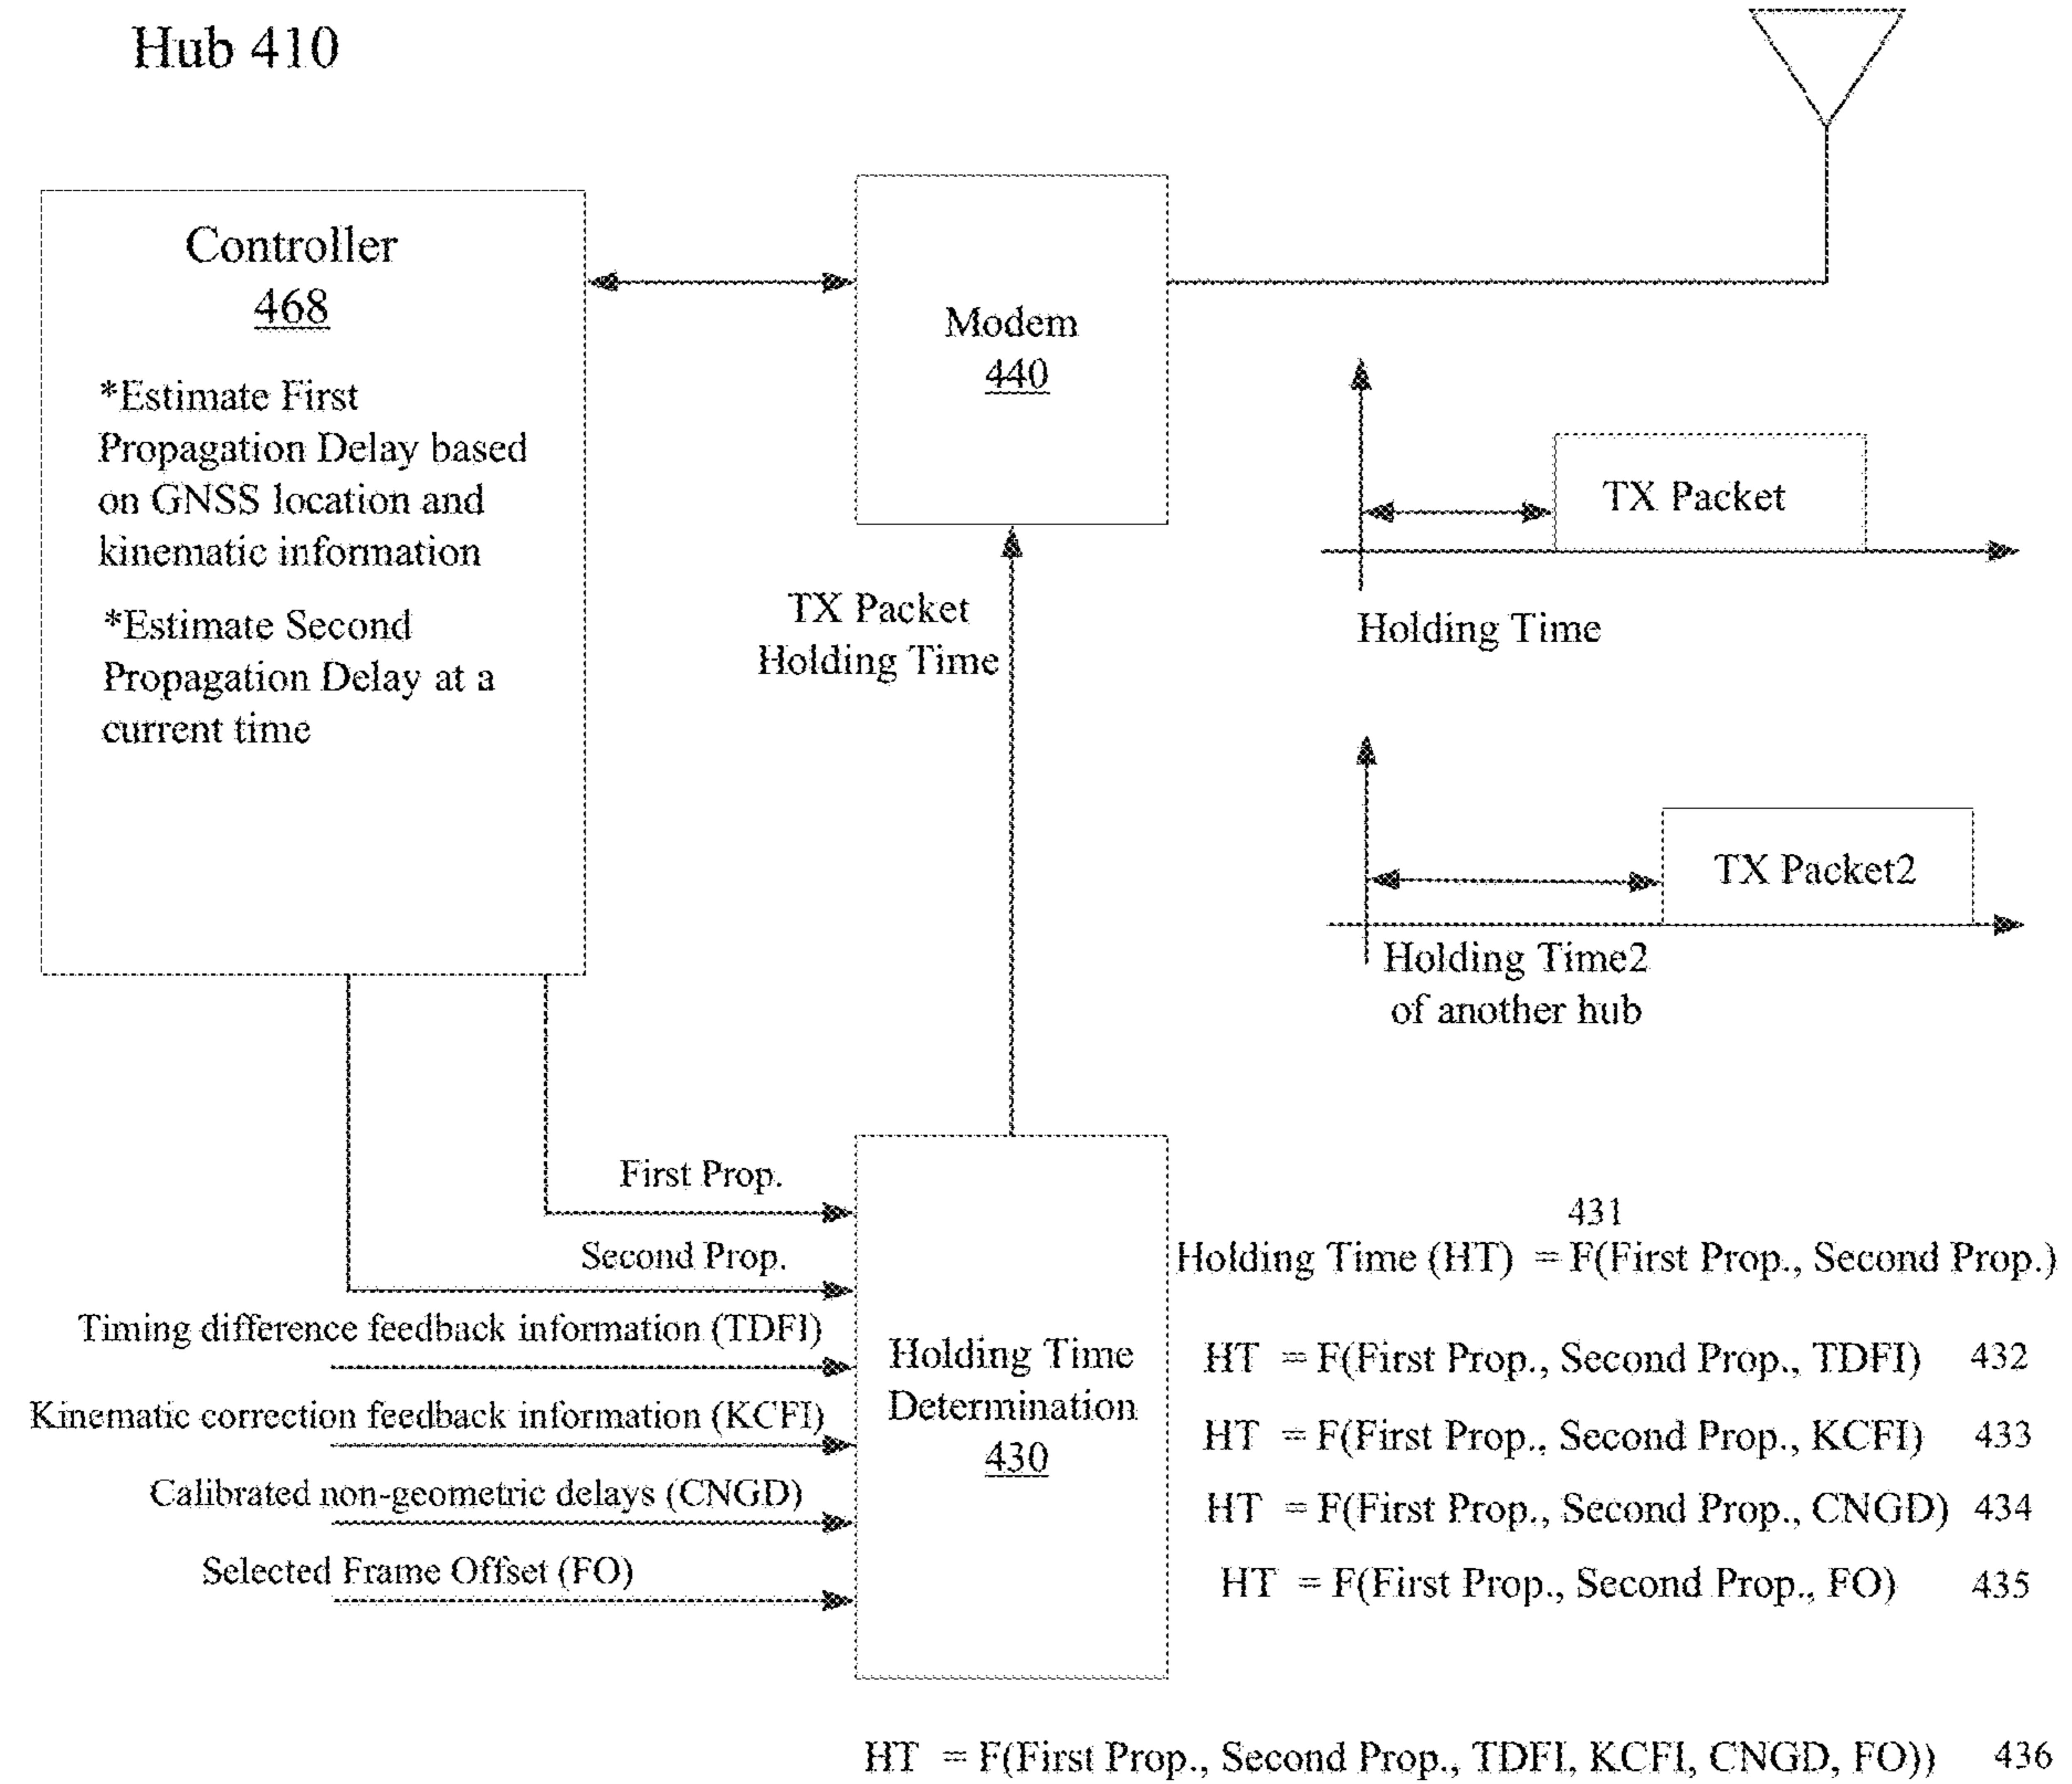 Hub 410
Controller
468
*Estimate First
Propagation Delay based
on GNSS location and
kinematic information
*Estimate Second
Propagation Delay at a
current time
Modem
440
TX Packet
Holding Time
TX Packet
Holding Time
TX Packet2
Holding Time2
of another hub
First Prop.
Second Prop.
Timing difference feedback information (TDFI)
Kinematic correction feedback information (KCFI)
Calibrated non-geometric delays (CNGD)
Selected Frame Offset (FO)
Holding Time
Determination
430
431
Holding Time (HT) = F(First Prop., Second Prop.)
HT = F(First Prop., Second Prop., TDFI) 432
HT = F(First Prop., Second Prop., KCFI) 433
HT = F(First Prop., Second Prop., CNGD) 434
HT = F(First Prop., Second Prop., FO) 435
HT = F(First Prop., Second Prop., TDFI, KCFI, CNGD, FO)) 436